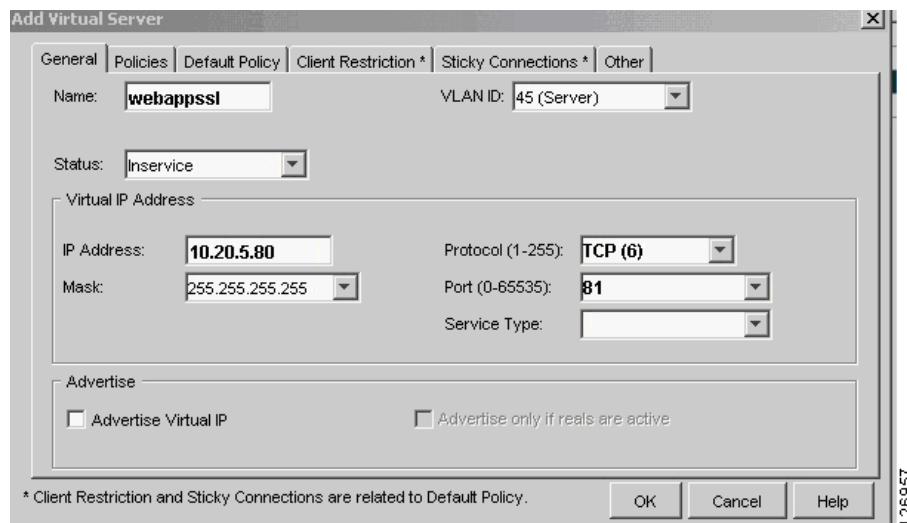 Add Virtual Server
General Policies Default Policy Client Restriction * Sticky Connections * Other
Name: webappssl VLAN ID: 45 (Server)
Status: Inservice
Virtual IP Address
IP Address: 10.20.5.80 Protocol (1-255): TCP (6)
Mask: 255.255.255.255 Port (0-65535): 81
Service Type:
Advertise
Advertise Virtual IP Advertise only if reals are active
* Client Restriction and Sticky Connections are related to Default Policy.
OK Cancel Help